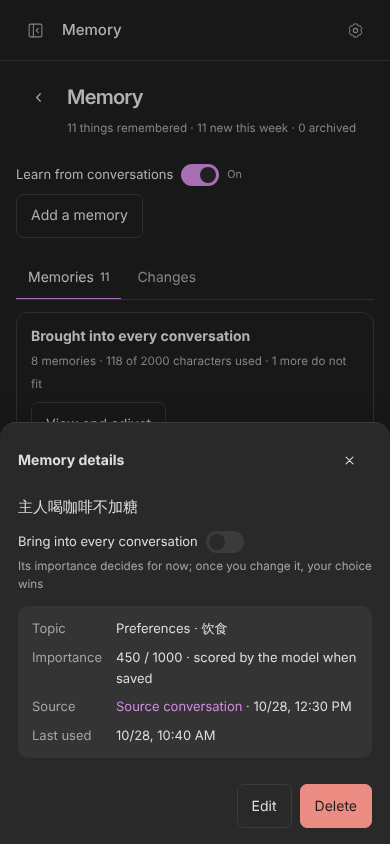 Memory
Memory
11 things remembered · 11 new this week · 0 archived
Learn from conversations
On
Add a memory
Memories 11
Changes
Brought into every conversation
8 memories · 118 of 2000 characters used · 1 more do not
fit
View and adjust
Memory details
主人喝咖啡不加糖
Bring into every conversation
Its importance decides for now; once you change it, your choice
wins
Topic
Preferences · 饮食
Importance
450 / 1000 · scored by the model when
saved
Source
Source conversation · 10/28, 12:30 PM
Last used
10/28, 10:40 AM
Edit
Delete